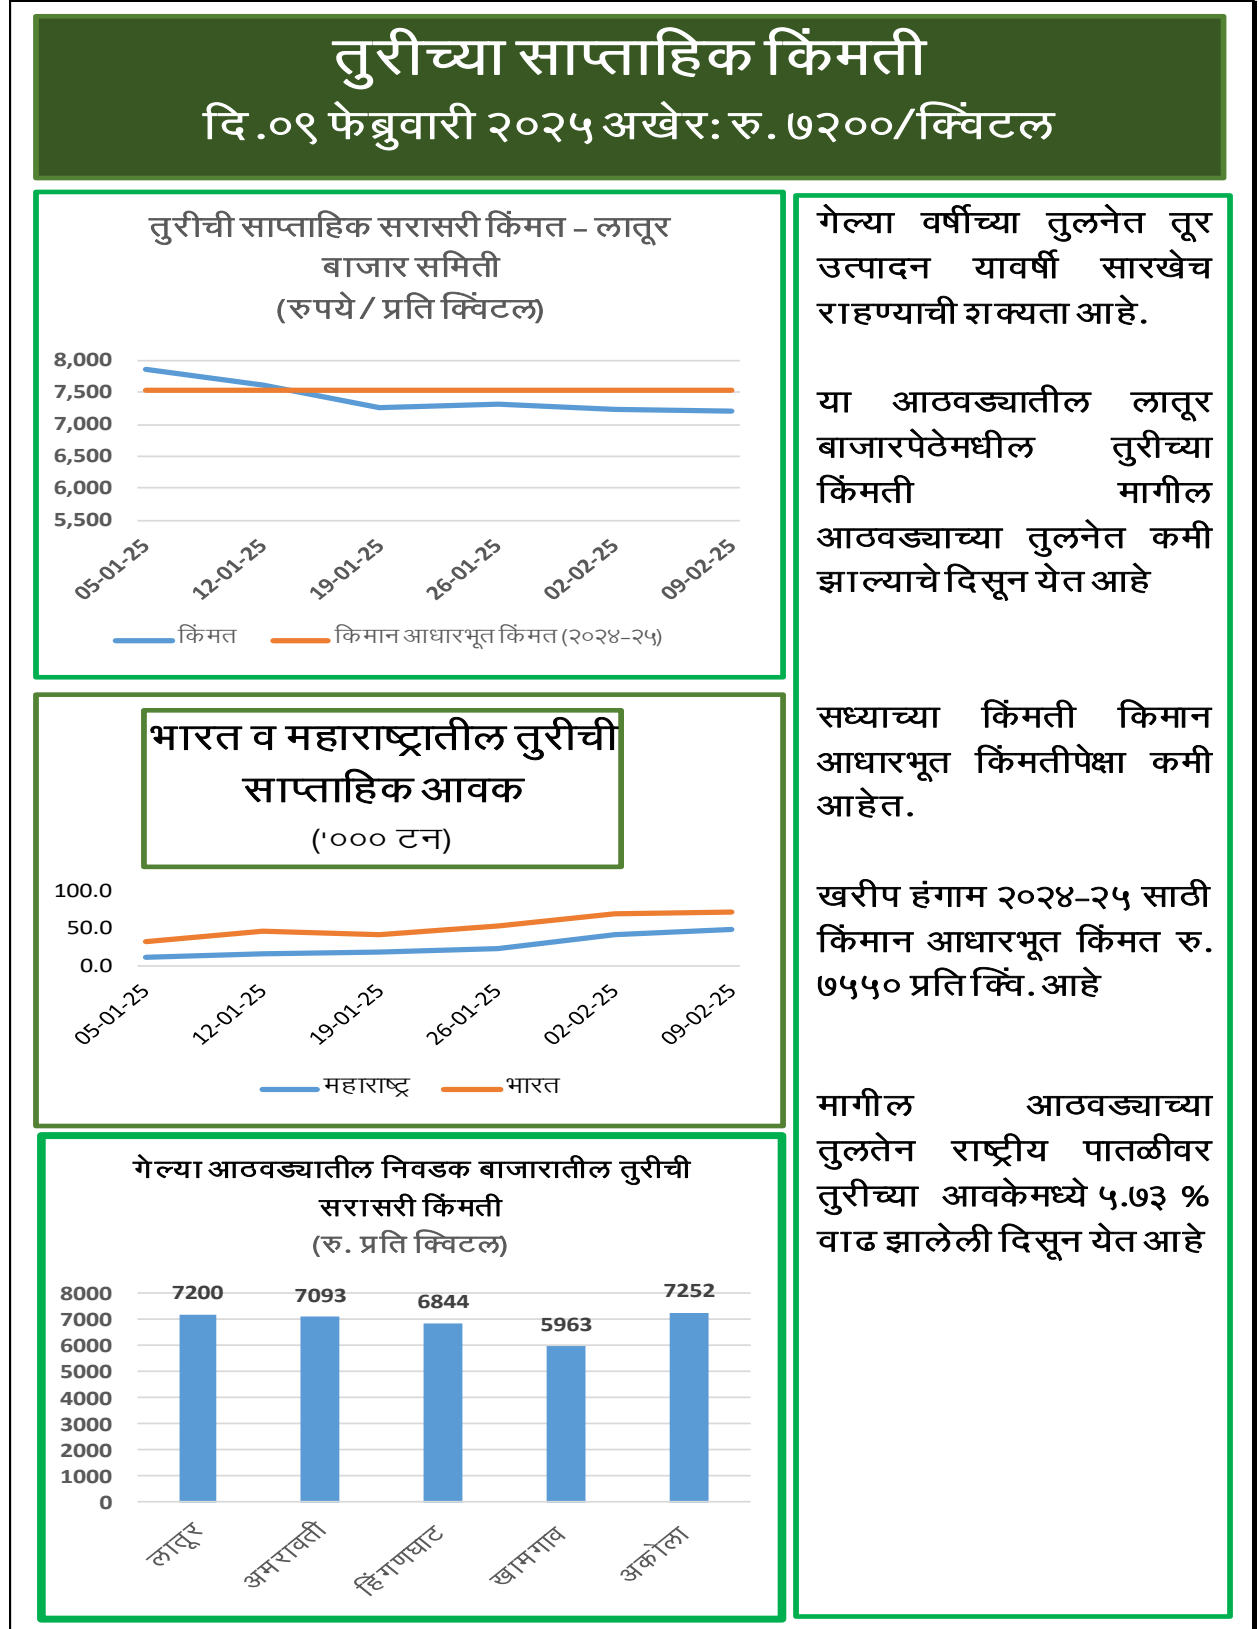 तुरीच्या साप्ताहिक किंमती
दि.०९ फेब्रुवारी २०२५ अखेर: रु. ७२००/क्विंटल
तुरीची साप्ताहिक सरासरी किंमत – लातूर
बाजार समिती
(रुपये / प्रति क्विंटल)
8,000
7,500
7,000
6,500
6,000
5,500
05-01-25
12-01-25
19-01-25
26-01-25
02-02-25
09-02-25
किंमत
किमान आधारभूत किंमत (२०२४–२५)
भारत व महाराष्ट्रातील तुरीची
साप्ताहिक आवक
('००० टन)
100.0
50.0
0.0
05-01-25
12-01-25
19-01-25
26-01-25
02-02-25
09-02-25
महाराष्ट्र
भारत
गेल्या आठवड्यातील निवडक बाजारातील तुरीची
सरासरी किंमती
(रु. प्रति क्विटल)
8000
7000
6000
5000
4000
3000
2000
1000
0
7200
7093
6844
5963
7252
लातूर
अमरावती
हिंगणघाट
खामगाव
अकोला
गेल्या वर्षीच्या तुलनेत तूर
उत्पादन यावर्षी सारखेच
राहण्याची शक्यता आहे.
या आठवड्यातील लातूर
बाजारपेठेमधील तुरीच्या
किंमती मागील
आठवड्याच्या तुलनेत कमी
झाल्याचे दिसून येत आहे
सध्याच्या किंमती किमान
आधारभूत किंमतीपेक्षा कमी
आहेत.
खरीप हंगाम २०२४–२५ साठी
किंमान आधारभूत किंमत रु.
७५५० प्रति क्विं. आहे
मागील आठवड्याच्या
तुलतेन राष्ट्रीय पातळीवर
तुरीच्या आवकेमध्ये ५.७३ %
वाढ झालेली दिसून येत आहे